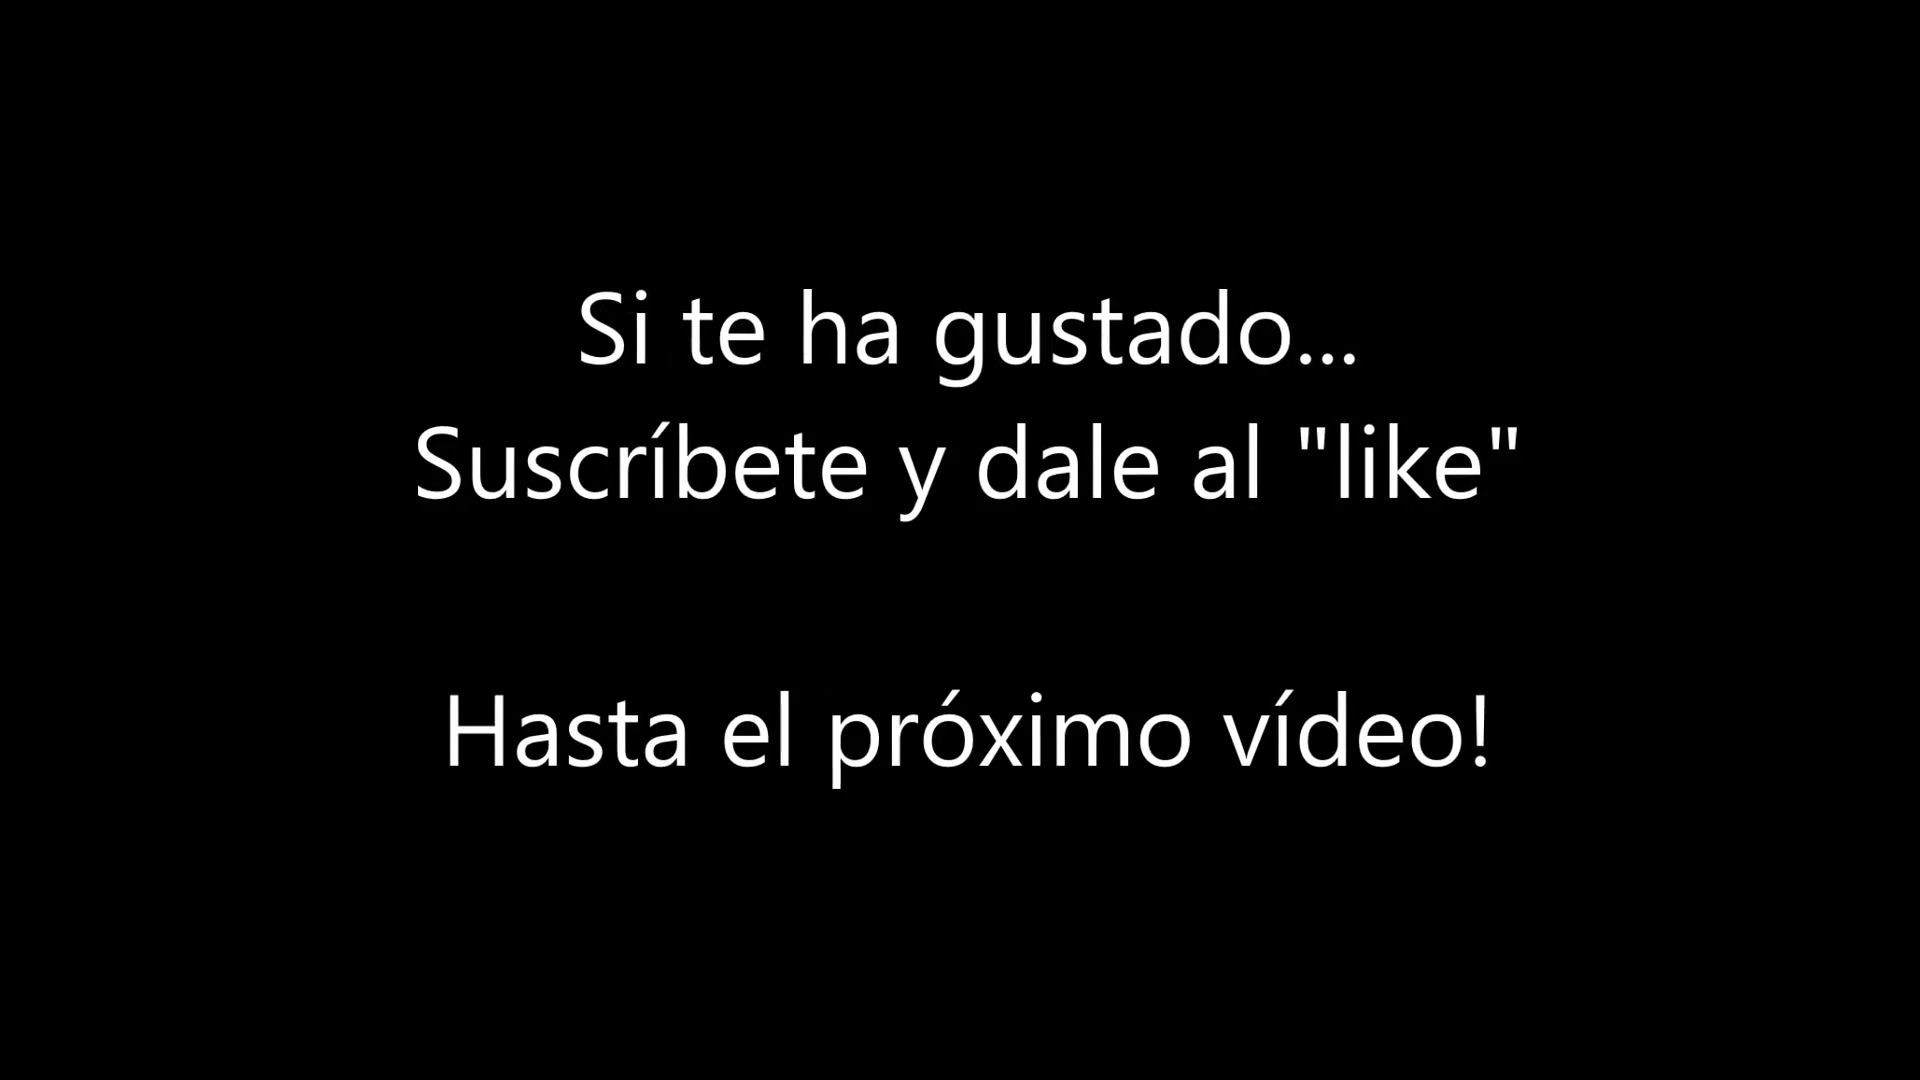 Si te ha gustado...
Suscríbete y dale al "like"
Hasta el próximo vídeo!